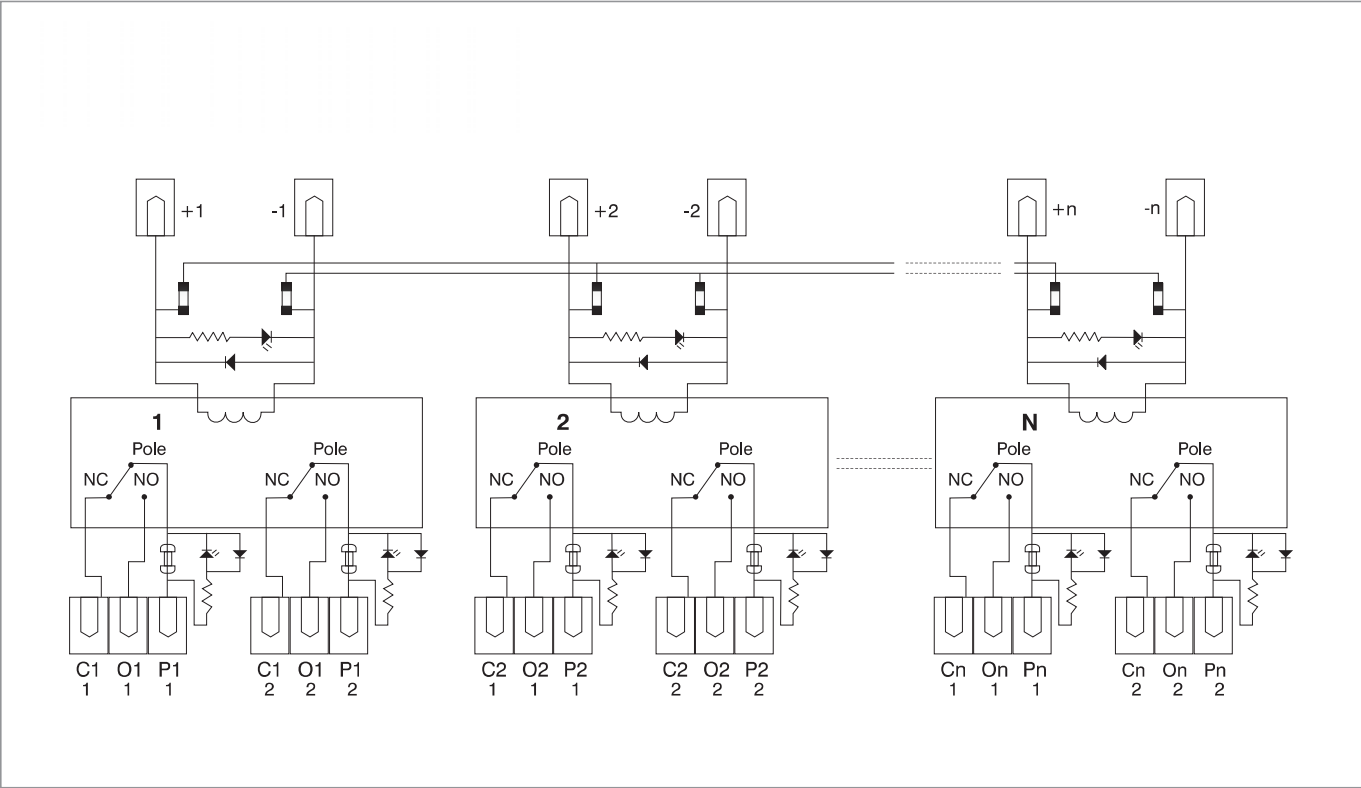 +1 -1 +2 -2 +n -n
1 2 N
Pole Pole Pole Pole Pole Pole
NC NO NC NO NC NO NC NO NC NO NC NO
C1 O1 P1 C1 O1 P1 C2 O2 P2 C2 O2 P2 Cn On Pn Cn On Pn
1 1 1 2 2 2 1 1 1 2 2 2 1 1 1 2 2 2